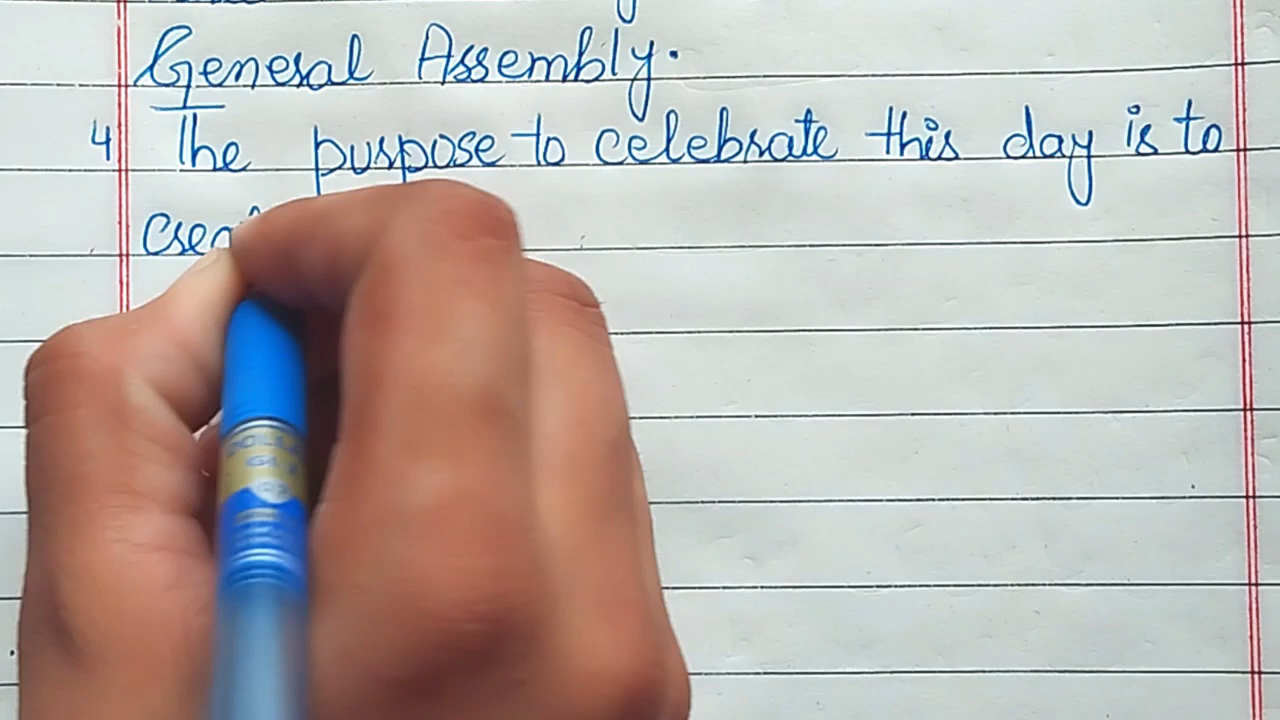 General Assembly.
4 The purpose to celebrate this day is to